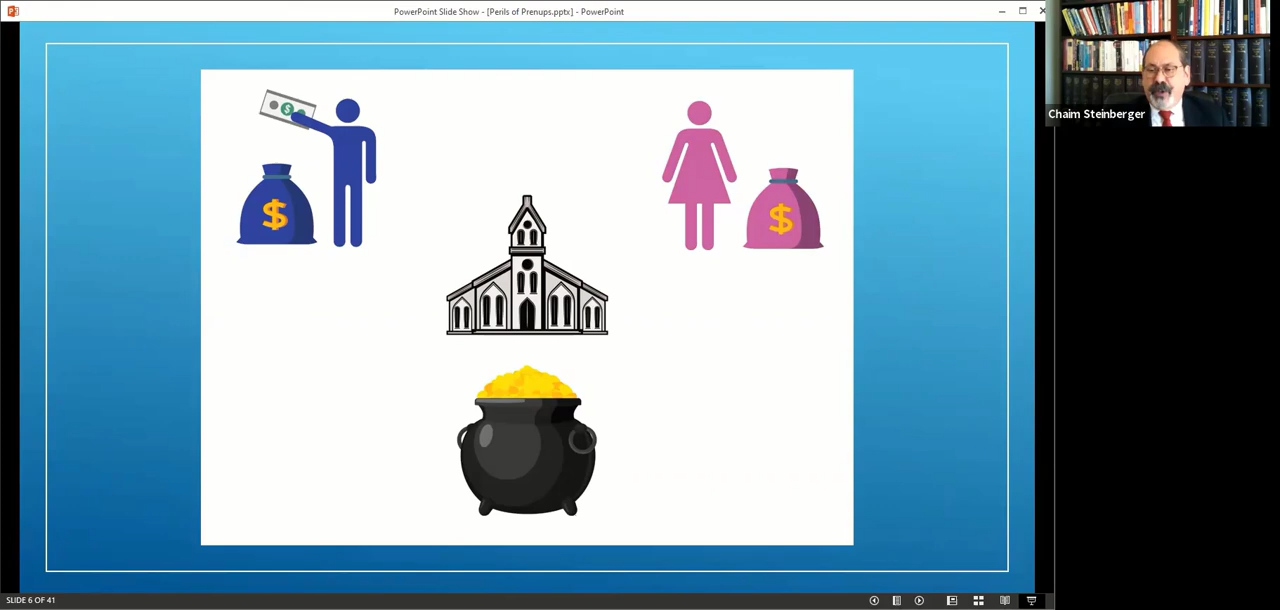 PowerPoint Slide Show - [Perils of Prenups.pptx] - PowerPoint
Chaim Steinberger
$
$
$
SLIDE 6 OF 41